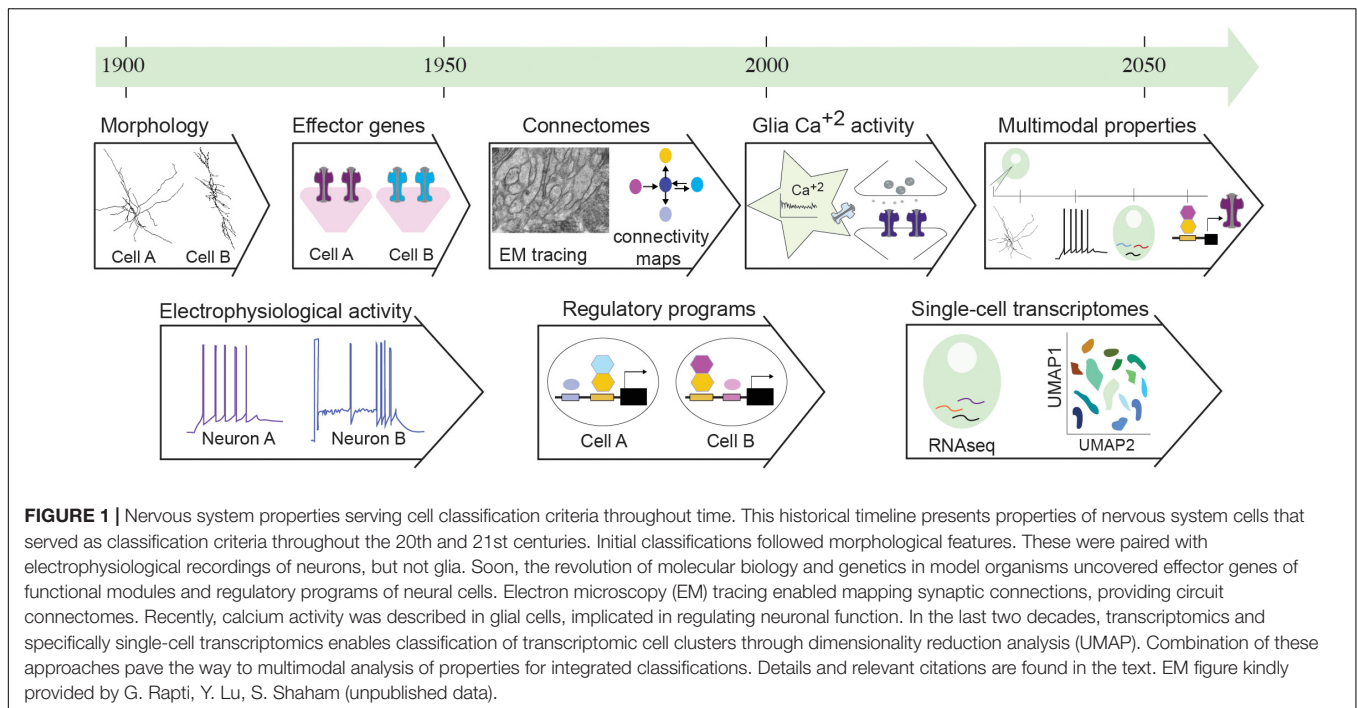 1900 1950 2000 2050
Morphology Effector genes Connectomes Glia Ca+2 activity Multimodal properties
Cell A Cell B
Cell A Cell B
EM tracing
connectivity
maps
Ca+2
Electrophysiological activity Regulatory programs Single-cell transcriptomes
Neuron A Neuron B
Cell A Cell B
RNAseq
UMAP1
UMAP2
FIGURE 1 | Nervous system properties serving cell classification criteria throughout time. This historical timeline presents properties of nervous system cells that
served as classification criteria throughout the 20th and 21st centuries. Initial classifications followed morphological features. These were paired with
electrophysiological recordings of neurons, but not glia. Soon, the revolution of molecular biology and genetics in model organisms uncovered effector genes of
functional modules and regulatory programs of neural cells. Electron microscopy (EM) tracing enabled mapping synaptic connections, providing circuit
connectomes. Recently, calcium activity was described in glial cells, implicated in regulating neuronal function. In the last two decades, transcriptomics and
specifically single-cell transcriptomics enables classification of transcriptomic cell clusters through dimensionality reduction analysis (UMAP). Combination of these
approaches pave the way to multimodal analysis of properties for integrated classifications. Details and relevant citations are found in the text. EM figure kindly
provided by G. Rapti, Y. Lu, S. Shaham (unpublished data).